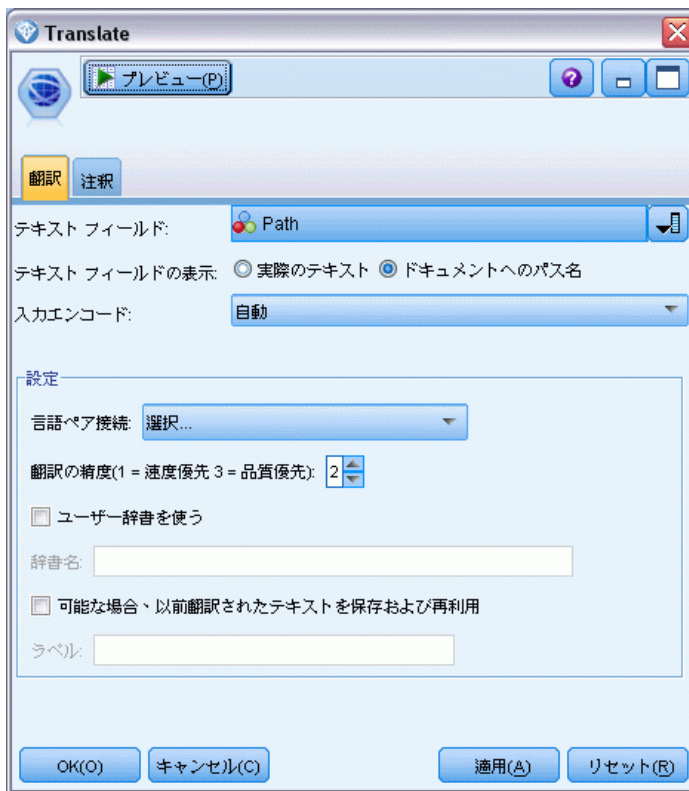 Translate
プレビュー(P)
翻訳 注釈
テキスト フィールド: Path
テキスト フィールドの表示: 実際のテキスト ドキュメントへのパス名
入力エンコード: 自動
設定
言語ペア接続: 選択...
翻訳の精度(1 = 速度優先 3 = 品質優先): 2
ユーザー辞書を使う
辞書名:
可能な場合、以前翻訳されたテキストを保存および再利用
ラベル:
OK(O) キャンセル(C) 適用(A) リセット(R)